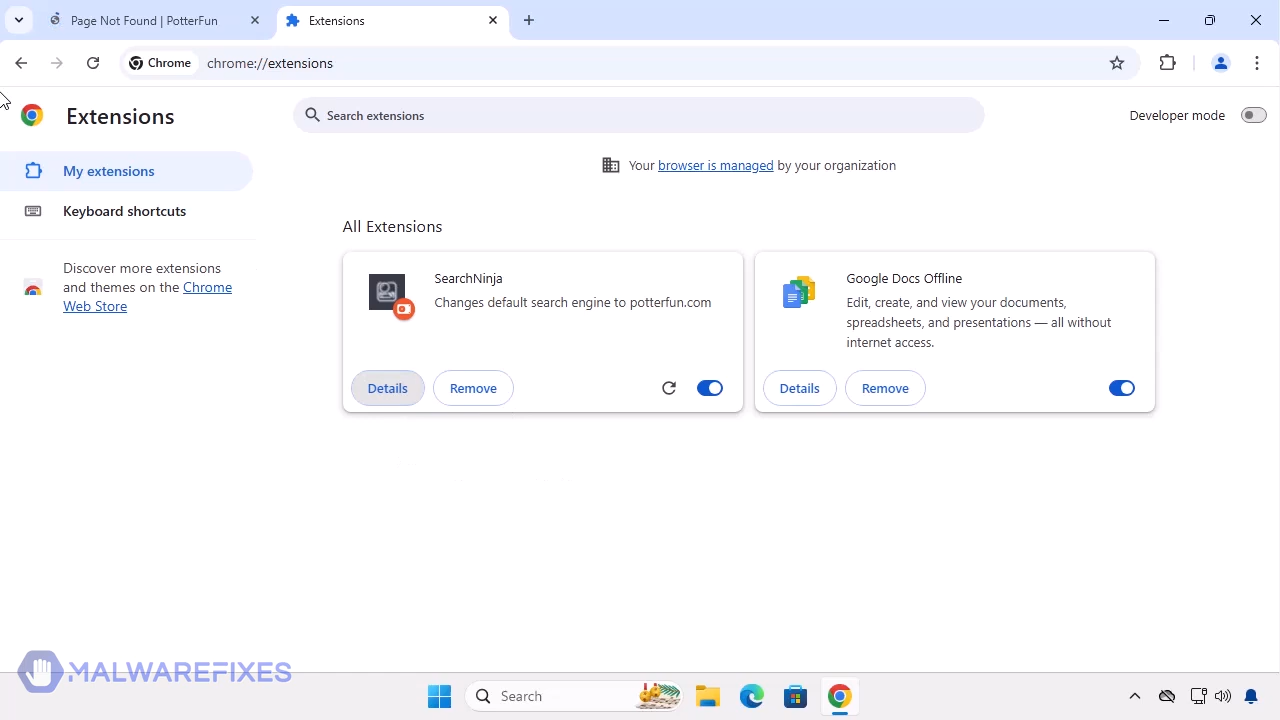 Page Not Found | PotterFun
Extensions
Chrome
chrome://extensions
Extensions
Search extensions
Developer mode
My extensions
Keyboard shortcuts
Discover more extensions
and themes on the Chrome
Web Store
Your browser is managed by your organization
All Extensions
SearchNinja
Changes default search engine to potterfun.com
Details
Remove
Google Docs Offline
Edit, create, and view your documents,
spreadsheets, and presentations — all without
internet access.
Details
Remove
MALWAREFIXES
Search